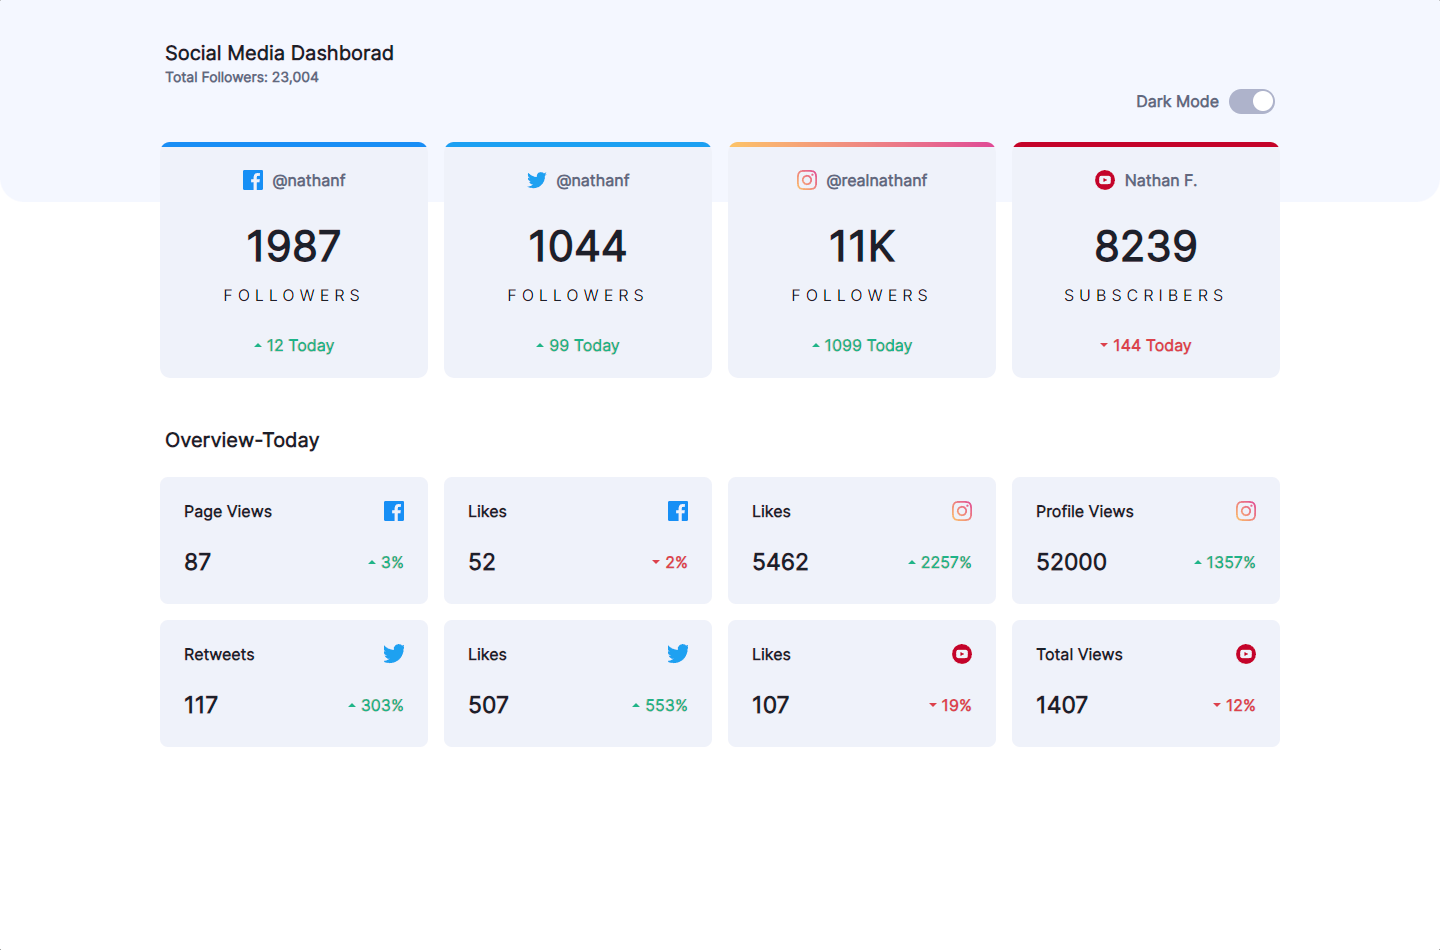 Social Media Dashborad
Total Followers: 23,004
Dark Mode
@nathanf
1987
FOLLOWERS
12 Today
@nathanf
1044
FOLLOWERS
99 Today
@realnathanf
11K
FOLLOWERS
1099 Today
Nathan F.
8239
SUBSCRIBERS
144 Today
Overview-Today
Page Views
87
3%
Likes
52
2%
Likes
5462
2257%
Profile Views
52000
1357%
Retweets
117
303%
Likes
507
553%
Likes
107
19%
Total Views
1407
12%